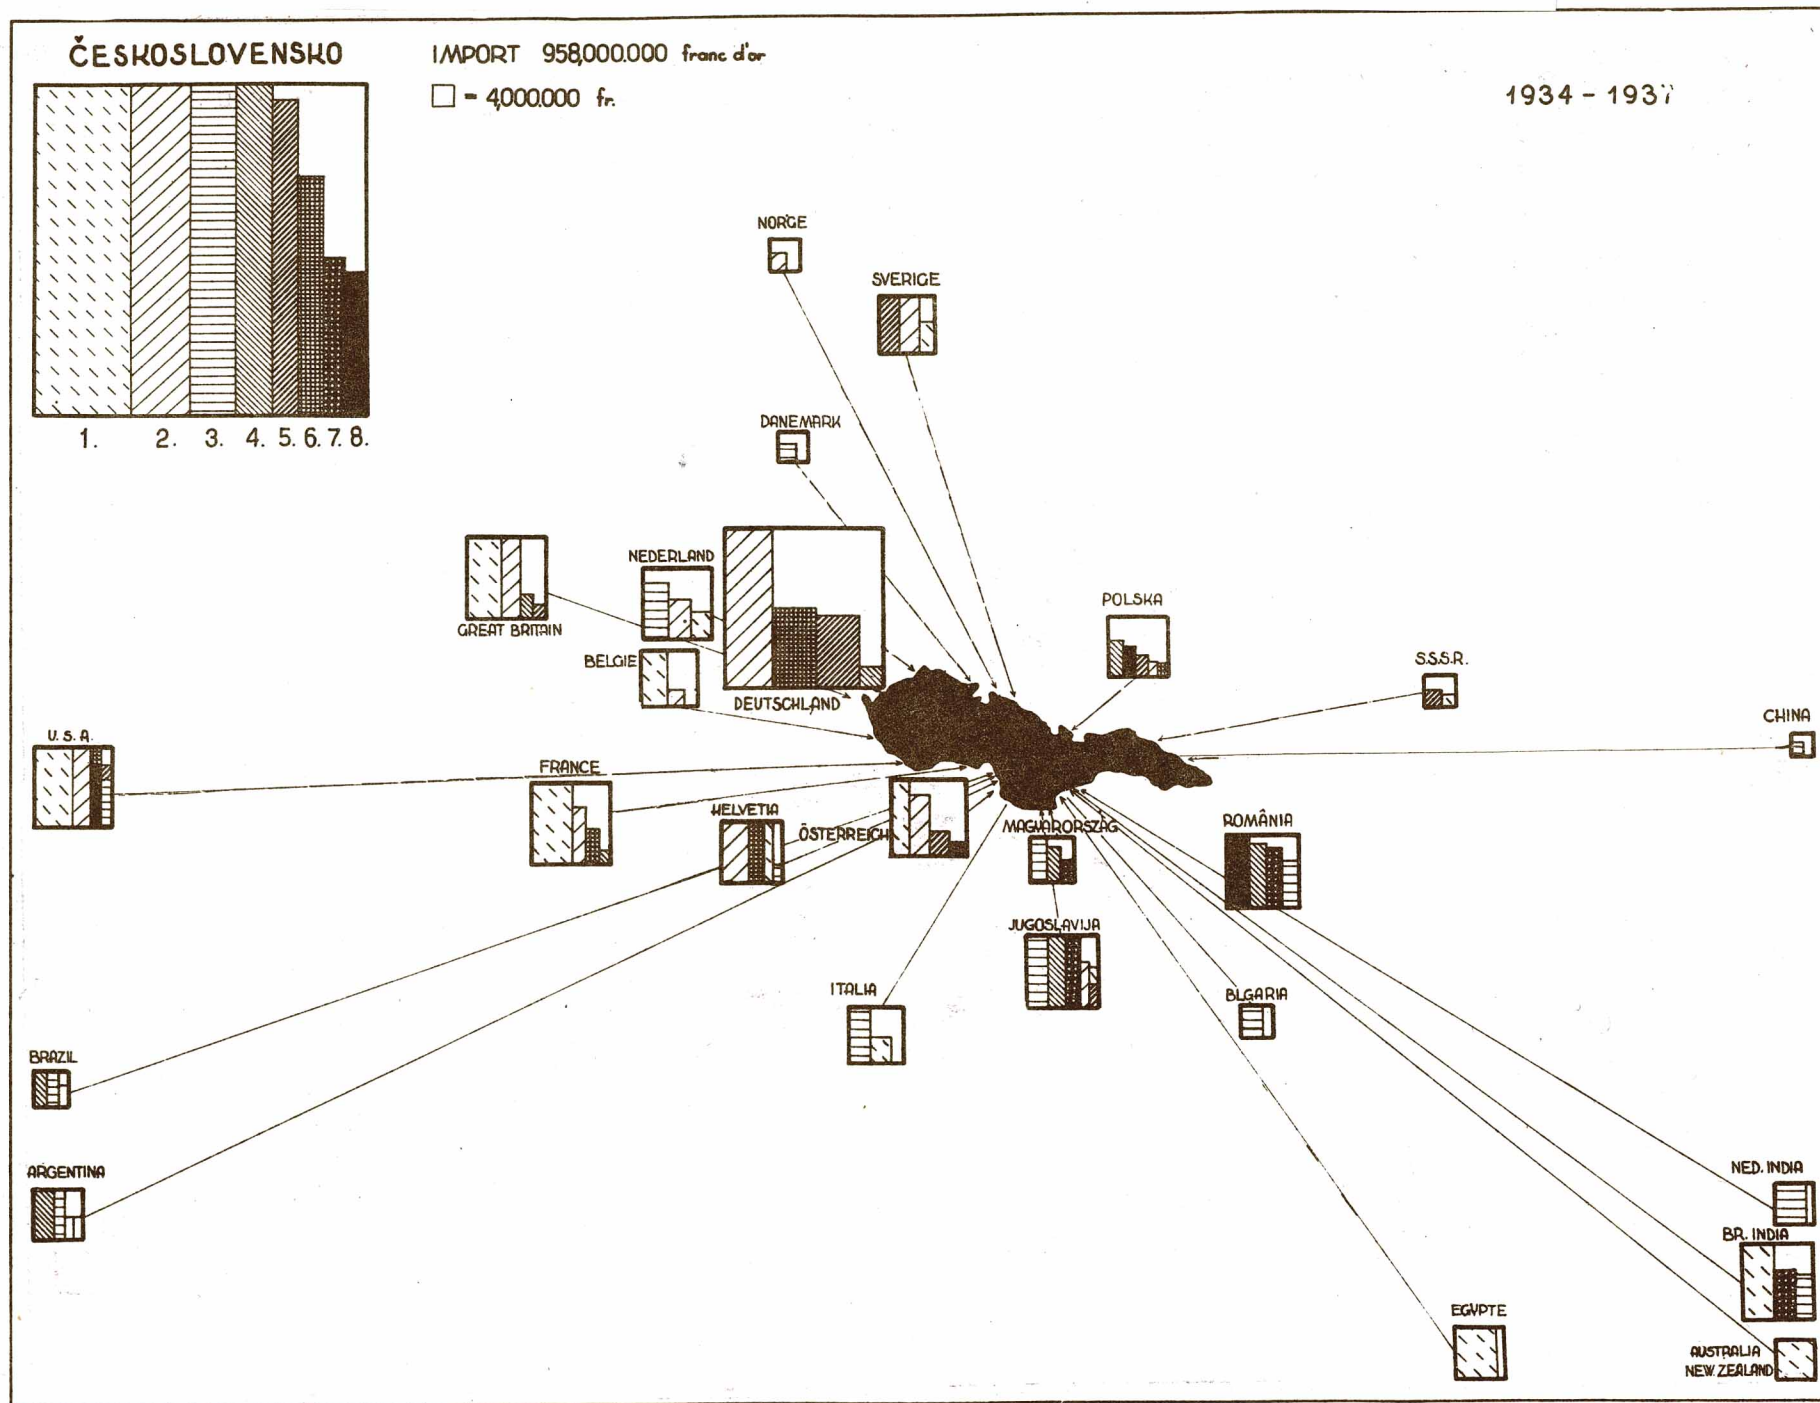 ČESKOSLOVENSKO
IMPORT 958,000.000 franc d'or
= 4,000.000 fr.
1934 - 1937
1. 2. 3. 4. 5. 6. 7. 8.
NORGE
SVERIGE
DANEMARK
NEDERLAND
GREAT BRITAIN
BELGIE
DEUTSCHLAND
POLSKA
S.S.S.R.
CHINA
U.S.A.
FRANCE
HELVETIA
ÖSTERREICH
MAGYARORSZÁG
ROMÂNIA
JUGOSLAVIJA
ITALIA
BLGARIA
BRAZIL
ARGENTINA
NED. INDIA
BR. INDIA
EGYPTE
AUSTRALIA
NEW.ZEALAND